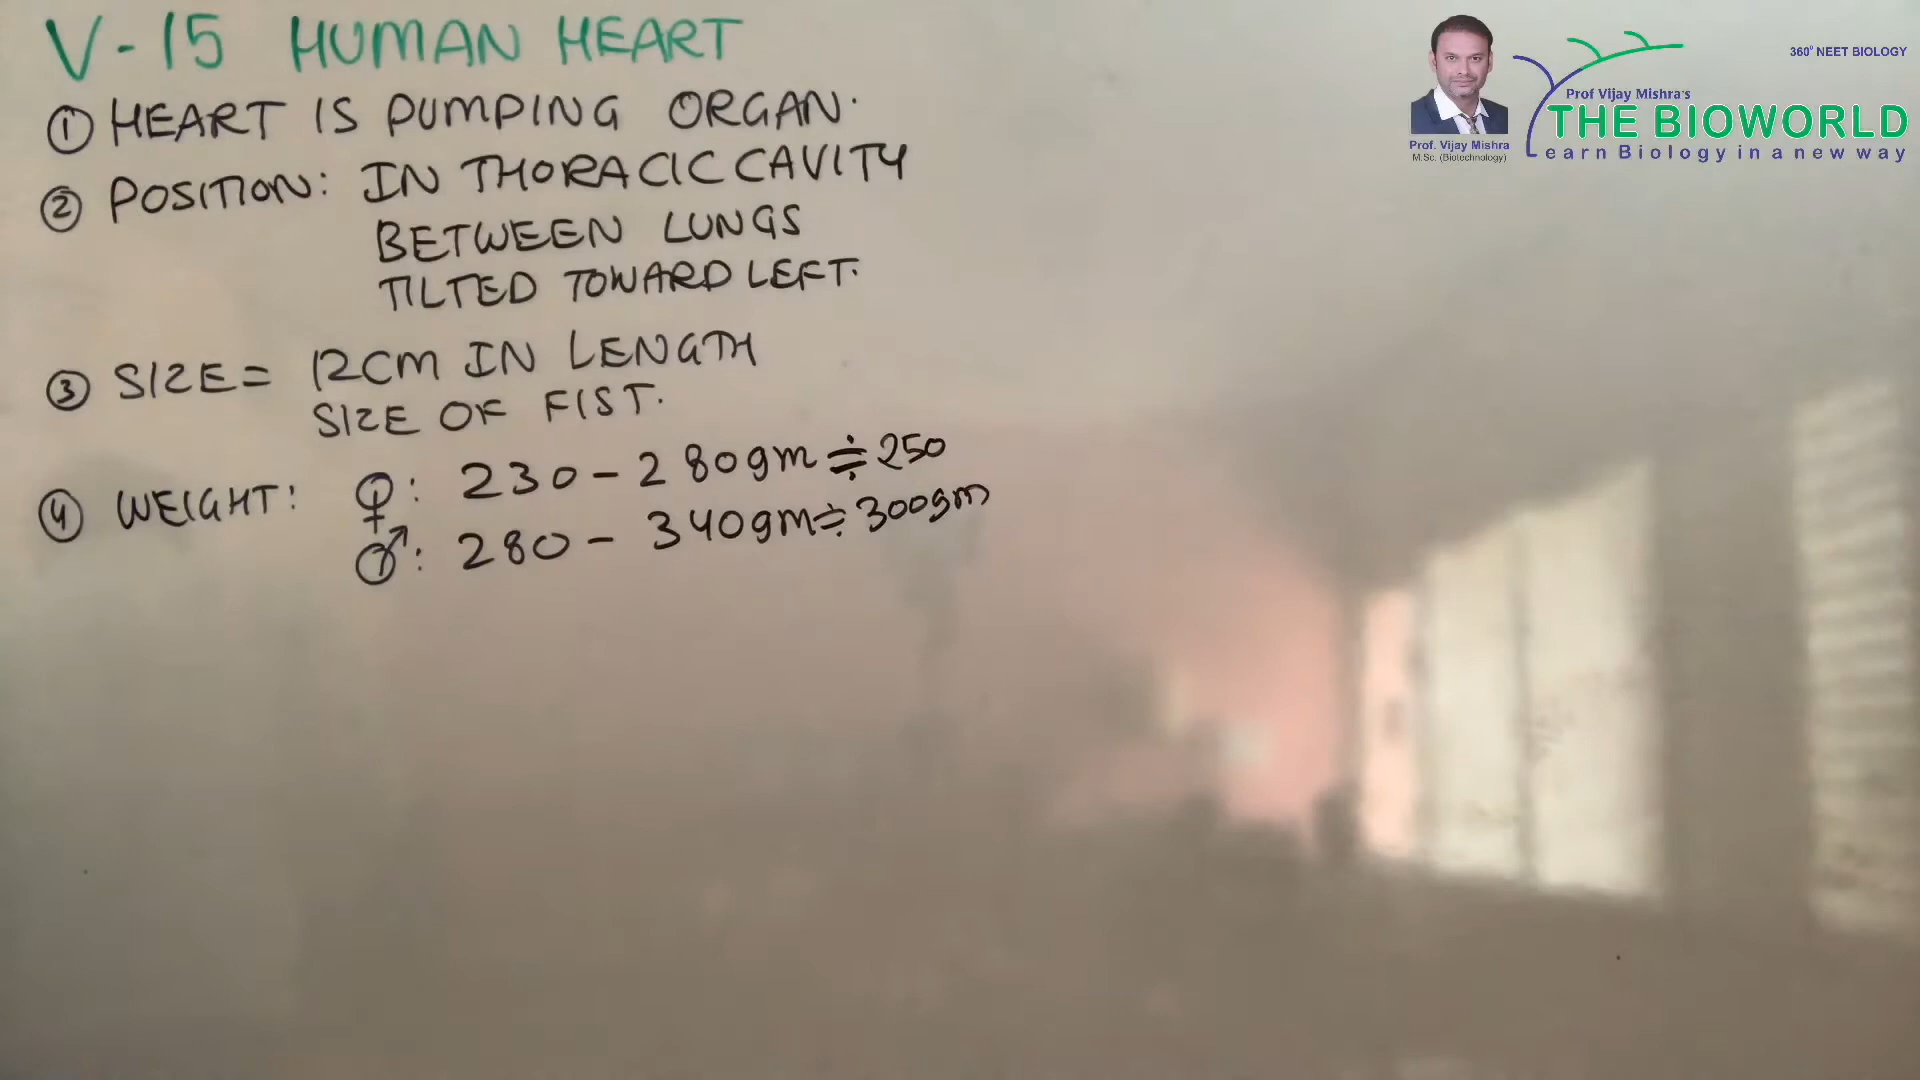 V-15 HUMAN HEART
① HEART IS PUMPING ORGAN.
② POSITION: IN THORACIC CAVITY
BETWEEN LUNGS
TILTED TOWARD LEFT.
③ SIZE = 12CM IN LENGTH
SIZE OF FIST.
④ WEIGHT: ♀: 230 - 280gm ≑ 250
♂: 280 - 340gm ≑ 300gm
360° NEET BIOLOGY
Prof Vijay Mishra's
THE BIOWORLD
Learn Biology in a new way
Prof. Vijay Mishra
M.Sc. (Biotechnology)